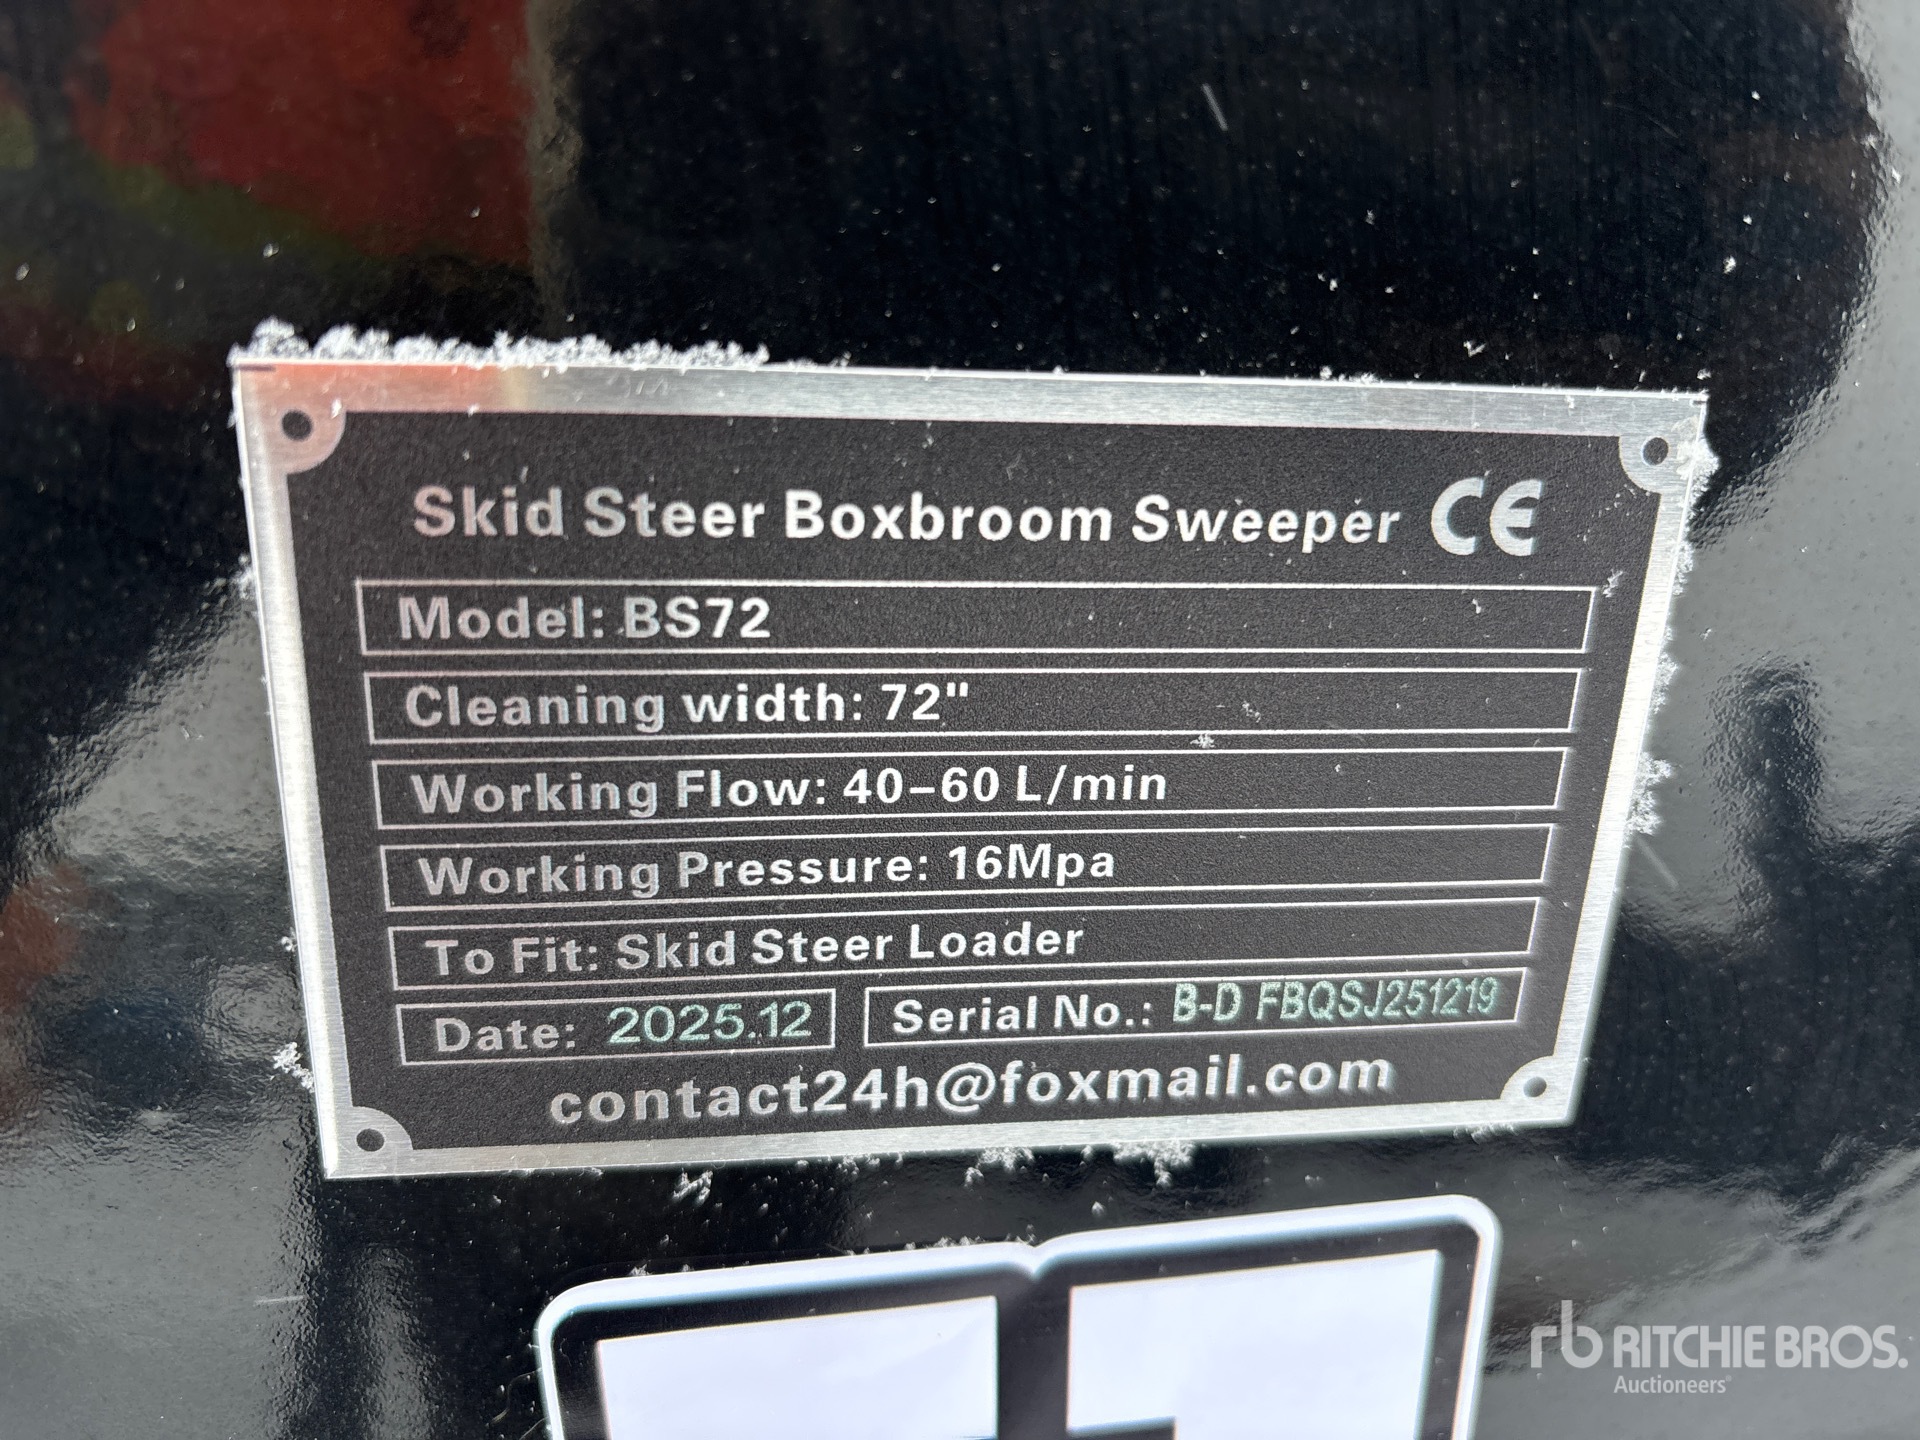 Skid Steer Boxbroom Sweeper CE
Model: BS72
Cleaning width: 72"
Working Flow: 40-60 L/min
Working Pressure: 16Mpa
To Fit: Skid Steer Loader
Date: 2025.12
Serial No.: B-D FBQSJ251219
contact24h@foxmail.com
rb RITCHIE BROS.
Auctioneers